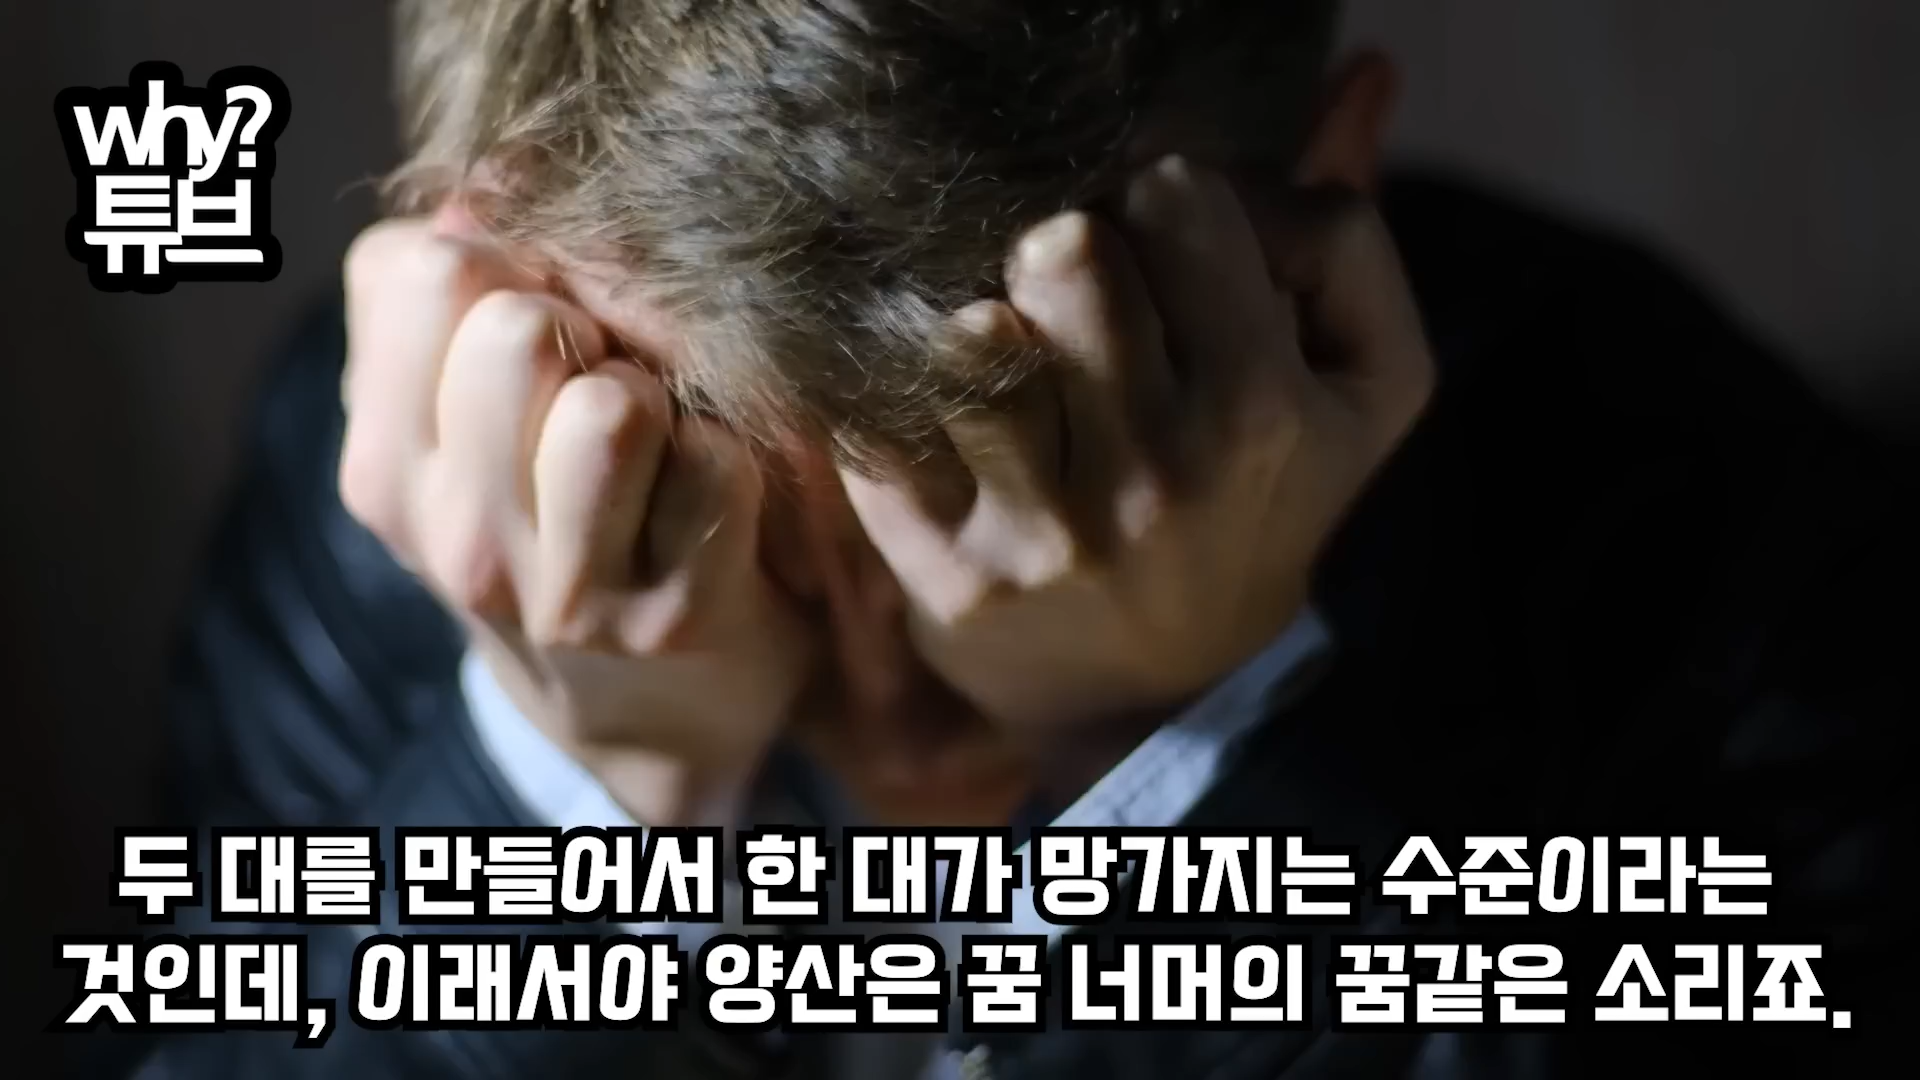 why?
튜브
두 대를 만들어서 한 대가 망가지는 수준이라는
것인데, 이래서야 양산은 꿈 너머의 꿈같은 소리죠.